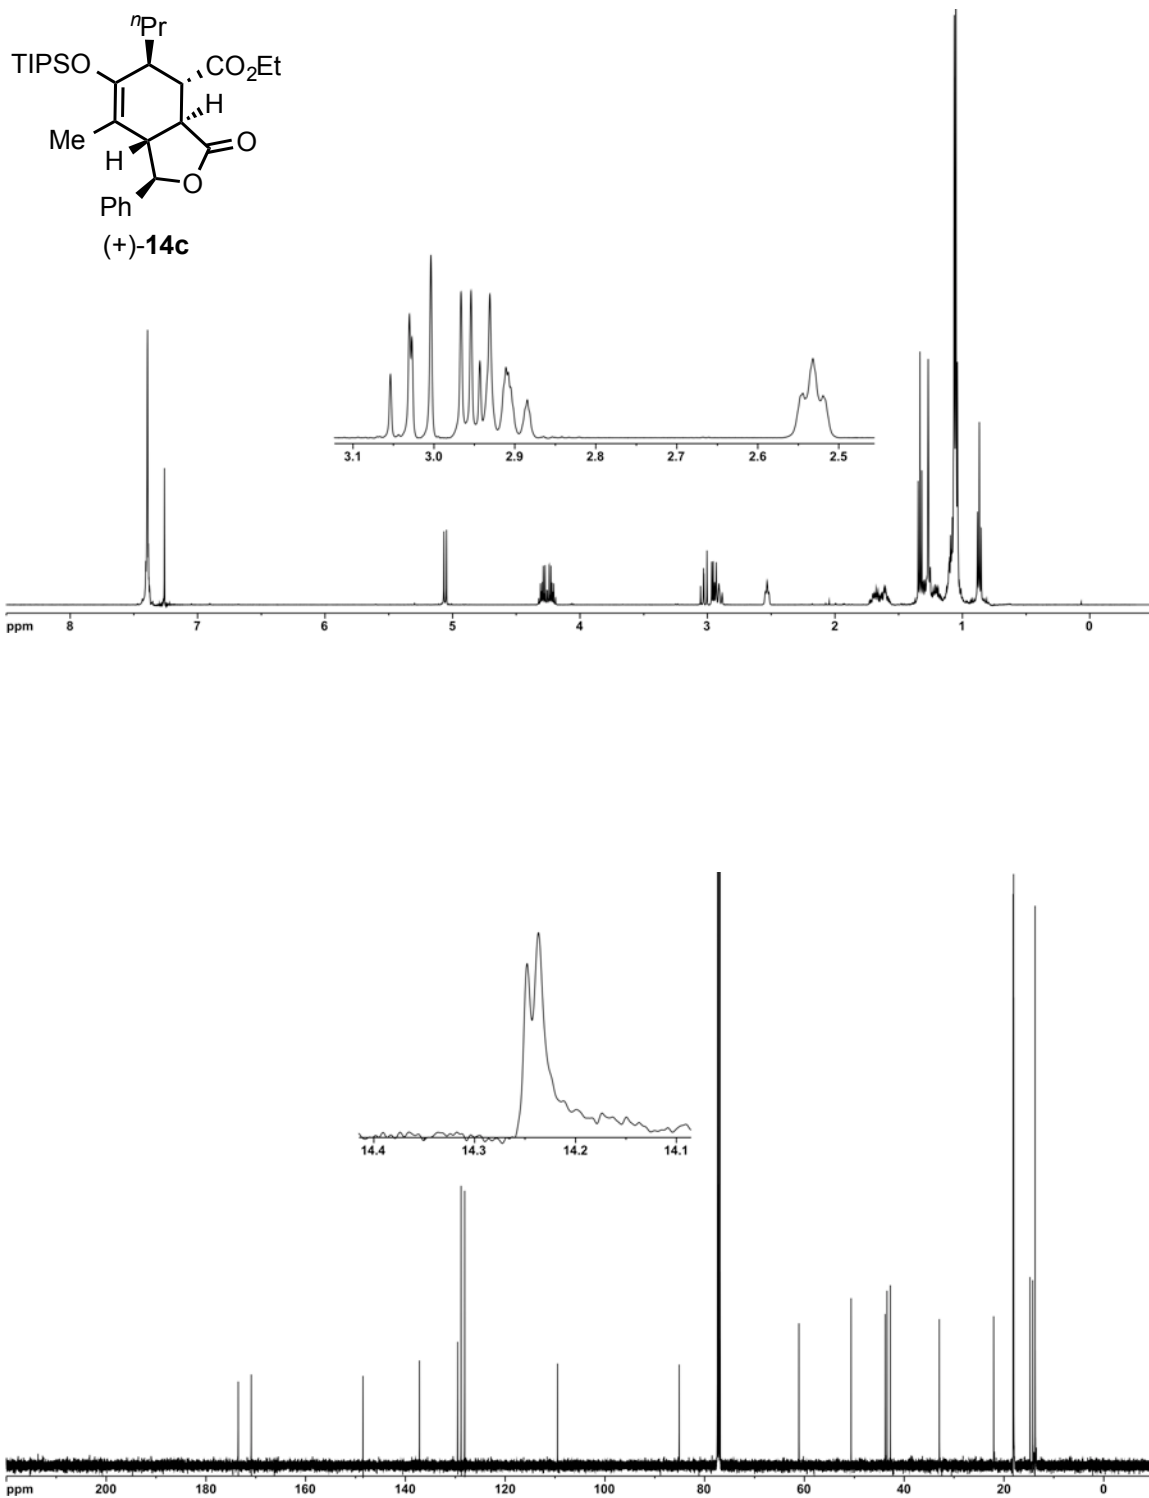 ⁿPr
TIPSO
CO₂Et
H
Me
O
H
O
Ph
(+)-14c
3.1 3.0 2.9 2.8 2.7 2.6 2.5
ppm 8 7 6 5 4 3 2 1 0
14.4 14.3 14.2 14.1
ppm 200 180 160 140 120 100 80 60 40 20 0